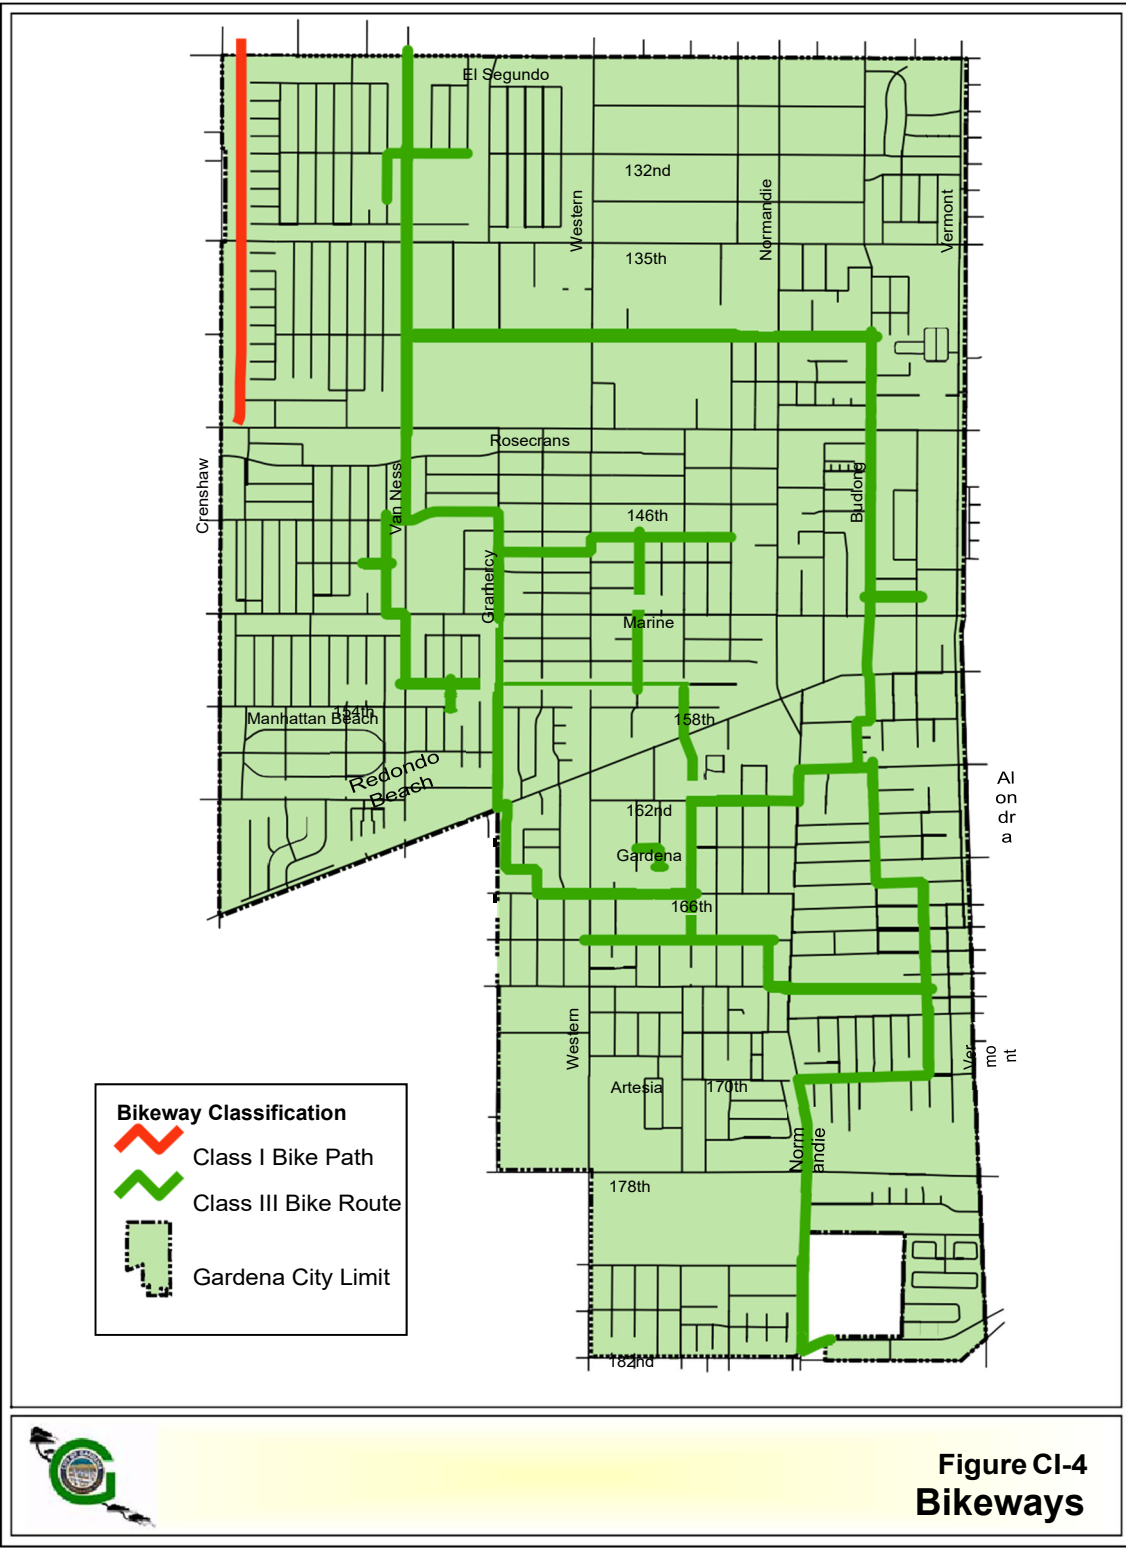 El Segundo
132nd
Western
Normandie
Vermont
135th
Rosecrans
Crenshaw
Van Ness
Budlong
146th
Gramercy
Marine
154th
Manhattan Beach
158th
Redondo
Beach
Al
on
dr
a
162nd
Gardena
166th
Western
Ver
mo
nt
Artesia
170th
Norm
andie
178th
182nd
Bikeway Classification
Class I Bike Path
Class III Bike Route
Gardena City Limit
Figure CI-4
Bikeways